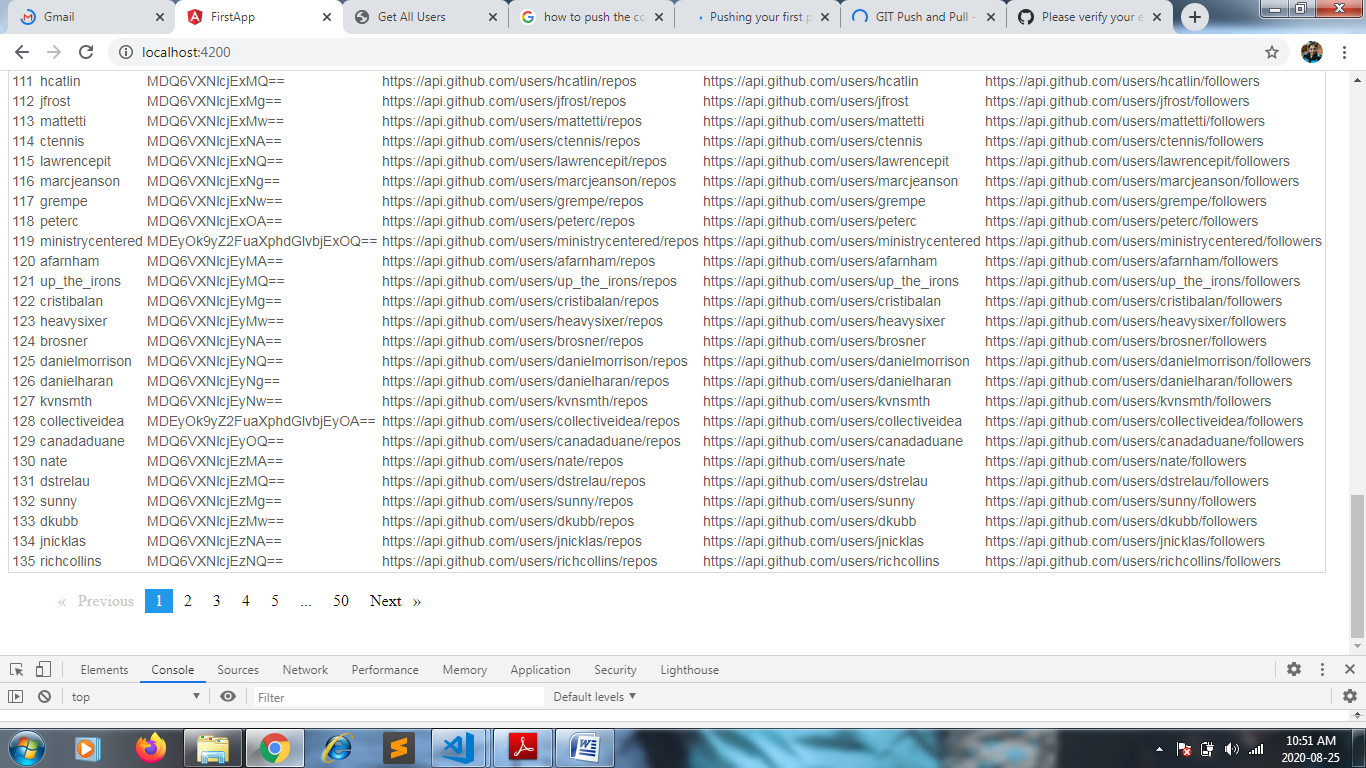 Gmail FirstApp Get All Users how to push the co Pushing your first p GIT Push and Pull - Please verify your e
localhost:4200
111 hcatlin MDQ6VXNlcjExMQ== https://api.github.com/users/hcatlin/repos https://api.github.com/users/hcatlin https://api.github.com/users/hcatlin/followers
112 jfrost MDQ6VXNlcjExMg== https://api.github.com/users/jfrost/repos https://api.github.com/users/jfrost https://api.github.com/users/jfrost/followers
113 mattetti MDQ6VXNlcjExMw== https://api.github.com/users/mattetti/repos https://api.github.com/users/mattetti https://api.github.com/users/mattetti/followers
114 ctennis MDQ6VXNlcjExNA== https://api.github.com/users/ctennis/repos https://api.github.com/users/ctennis https://api.github.com/users/ctennis/followers
115 lawrencepit MDQ6VXNlcjExNQ== https://api.github.com/users/lawrencepit/repos https://api.github.com/users/lawrencepit https://api.github.com/users/lawrencepit/followers
116 marcjeanson MDQ6VXNlcjExNg== https://api.github.com/users/marcjeanson/repos https://api.github.com/users/marcjeanson https://api.github.com/users/marcjeanson/followers
117 grempe MDQ6VXNlcjExNw== https://api.github.com/users/grempe/repos https://api.github.com/users/grempe https://api.github.com/users/grempe/followers
118 peterc MDQ6VXNlcjExOA== https://api.github.com/users/peterc/repos https://api.github.com/users/peterc https://api.github.com/users/peterc/followers
119 ministrycentered MDEyOk9yZ2FuaXphdGlvbjExOQ== https://api.github.com/users/ministrycentered/repos https://api.github.com/users/ministrycentered https://api.github.com/users/ministrycentered/followers
120 afarnham MDQ6VXNlcjEyMA== https://api.github.com/users/afarnham/repos https://api.github.com/users/afarnham https://api.github.com/users/afarnham/followers
121 up_the_irons MDQ6VXNlcjEyMQ== https://api.github.com/users/up_the_irons/repos https://api.github.com/users/up_the_irons https://api.github.com/users/up_the_irons/followers
122 cristibalan MDQ6VXNlcjEyMg== https://api.github.com/users/cristibalan/repos https://api.github.com/users/cristibalan https://api.github.com/users/cristibalan/followers
123 heavysixer MDQ6VXNlcjEyMw== https://api.github.com/users/heavysixer/repos https://api.github.com/users/heavysixer https://api.github.com/users/heavysixer/followers
124 brosner MDQ6VXNlcjEyNA== https://api.github.com/users/brosner/repos https://api.github.com/users/brosner https://api.github.com/users/brosner/followers
125 danielmorrison MDQ6VXNlcjEyNQ== https://api.github.com/users/danielmorrison/repos https://api.github.com/users/danielmorrison https://api.github.com/users/danielmorrison/followers
126 danielharan MDQ6VXNlcjEyNg== https://api.github.com/users/danielharan/repos https://api.github.com/users/danielharan https://api.github.com/users/danielharan/followers
127 kvnsmth MDQ6VXNlcjEyNw== https://api.github.com/users/kvnsmth/repos https://api.github.com/users/kvnsmth https://api.github.com/users/kvnsmth/followers
128 collectiveidea MDEyOk9yZ2FuaXphdGlvbjEyOA== https://api.github.com/users/collectiveidea/repos https://api.github.com/users/collectiveidea https://api.github.com/users/collectiveidea/followers
129 canadaduane MDQ6VXNlcjEyOQ== https://api.github.com/users/canadaduane/repos https://api.github.com/users/canadaduane https://api.github.com/users/canadaduane/followers
130 nate MDQ6VXNlcjEzMA== https://api.github.com/users/nate/repos https://api.github.com/users/nate https://api.github.com/users/nate/followers
131 dstrelau MDQ6VXNlcjEzMQ== https://api.github.com/users/dstrelau/repos https://api.github.com/users/dstrelau https://api.github.com/users/dstrelau/followers
132 sunny MDQ6VXNlcjEzMg== https://api.github.com/users/sunny/repos https://api.github.com/users/sunny https://api.github.com/users/sunny/followers
133 dkubb MDQ6VXNlcjEzMw== https://api.github.com/users/dkubb/repos https://api.github.com/users/dkubb https://api.github.com/users/dkubb/followers
134 jnicklas MDQ6VXNlcjEzNA== https://api.github.com/users/jnicklas/repos https://api.github.com/users/jnicklas https://api.github.com/users/jnicklas/followers
135 richcollins MDQ6VXNlcjEzNQ== https://api.github.com/users/richcollins/repos https://api.github.com/users/richcollins https://api.github.com/users/richcollins/followers
« Previous 1 2 3 4 5 ... 50 Next »
Elements Console Sources Network Performance Memory Application Security Lighthouse
top Filter Default levels
10:51 AM
2020-08-25